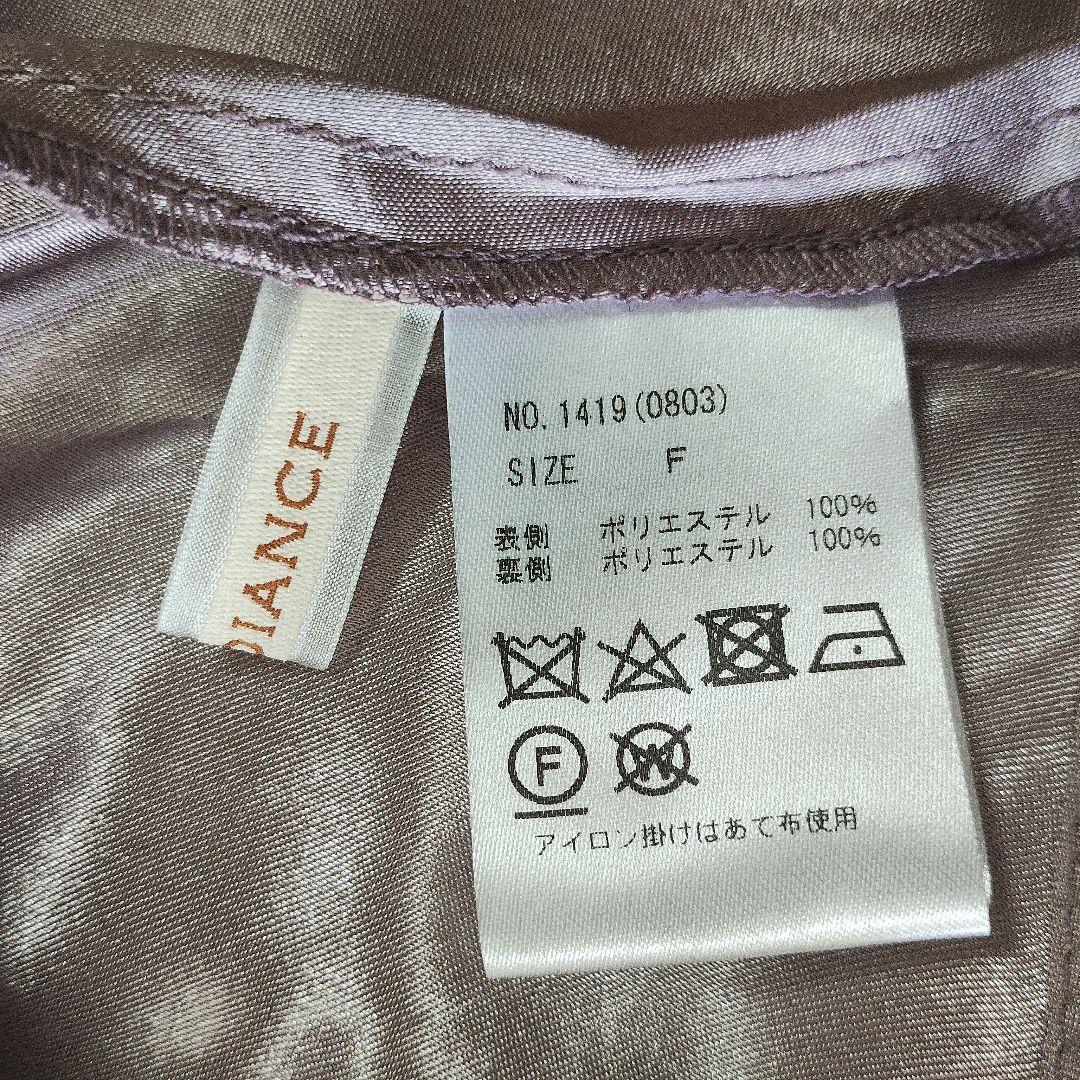 DIANCE
NO.1419(0803)
SIZE F
表側 ポリエステル 100%
裏側 ポリエステル 100%
F
W
アイロン掛けはあて布使用